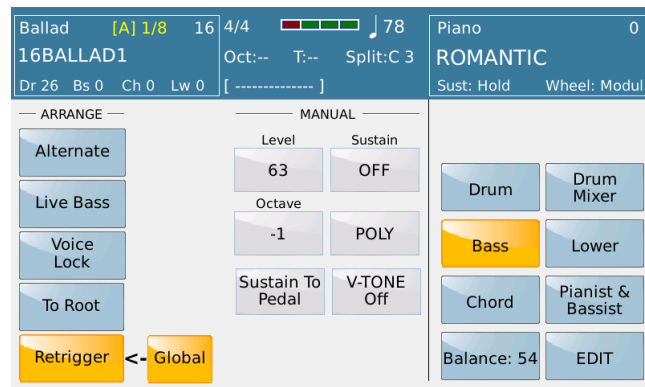 Ballad [A] 1/8 16
16BALLAD1
Dr 26 Bs 0 Ch 0 Lw 0
4/4 ♩78
Oct:-- T:-- Split:C 3
[ -------------- ]
Piano 0
ROMANTIC
Sust: Hold Wheel: Modul
ARRANGE
Alternate
Live Bass
Voice
Lock
To Root
Retrigger <- Global
MANUAL
Level Sustain
63 OFF
Octave
-1 POLY
Sustain To
Pedal
V-TONE
Off
Drum
Drum
Mixer
Bass Lower
Chord
Pianist &
Bassist
Balance: 54 EDIT